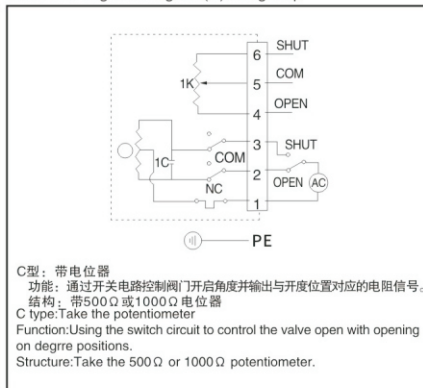 6 SHUT
1K 5 COM
4 OPEN
3 SHUT
1C COM
2 OPEN AC
NC
1
PE
C型：带电位器
功能：通过开关电路控制阀门开启角度并输出与开度位置对应的电阻信号。
结构：带500Ω或1000Ω电位器
C type:Take the potentiometer
Function:Using the switch circuit to control the valve open with opening
on degrre positions.
Structure:Take the 500Ω or 1000Ω potentiometer.